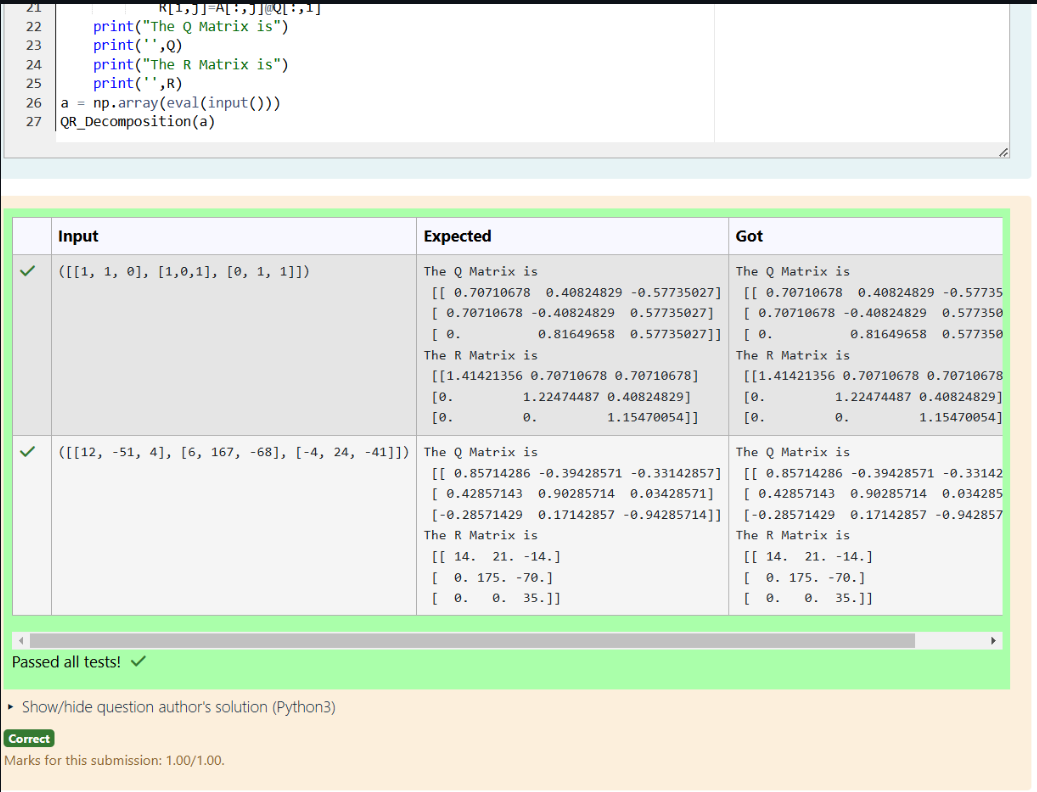 21 R[i,j]=A[:,j]@Q[:,i]
22 print("The Q Matrix is")
23 print('',Q)
24 print("The R Matrix is")
25 print('',R)
26 a = np.array(eval(input()))
27 QR_Decomposition(a)
Input Expected Got
([[1, 1, 0], [1,0,1], [0, 1, 1]]) The Q Matrix is The Q Matrix is
[[ 0.70710678 0.40824829 -0.57735027] [[ 0.70710678 0.40824829 -0.57735
[ 0.70710678 -0.40824829 0.57735027] [ 0.70710678 -0.40824829 0.577350
[ 0. 0.81649658 0.57735027]] [ 0. 0.81649658 0.577350
The R Matrix is The R Matrix is
[[1.41421356 0.70710678 0.70710678] [[1.41421356 0.70710678 0.70710678
[0. 1.22474487 0.40824829] [0. 1.22474487 0.40824829]
[0. 0. 1.15470054]] [0. 0. 1.15470054]
([[12, -51, 4], [6, 167, -68], [-4, 24, -41]]) The Q Matrix is The Q Matrix is
[[ 0.85714286 -0.39428571 -0.33142857] [[ 0.85714286 -0.39428571 -0.33142
[ 0.42857143 0.90285714 0.03428571] [ 0.42857143 0.90285714 0.034285
[-0.28571429 0.17142857 -0.94285714]] [-0.28571429 0.17142857 -0.942857
The R Matrix is The R Matrix is
[[ 14. 21. -14.] [[ 14. 21. -14.]
[ 0. 175. -70.] [ 0. 175. -70.]
[ 0. 0. 35.]] [ 0. 0. 35.]]
Passed all tests!
Show/hide question author's solution (Python3)
Correct
Marks for this submission: 1.00/1.00.